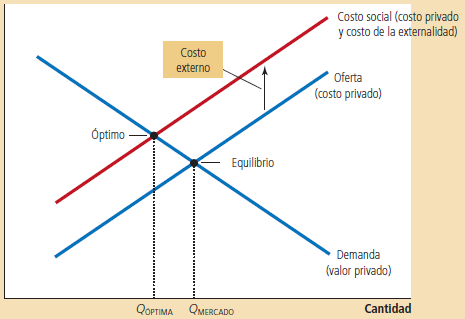 Costo social (costo privado
y costo de la externalidad)
Costo
externo
Oferta
(costo privado)
Óptimo
Equilibrio
Demanda
(valor privado)
QÓPTIMA
QMERCADO
Cantidad